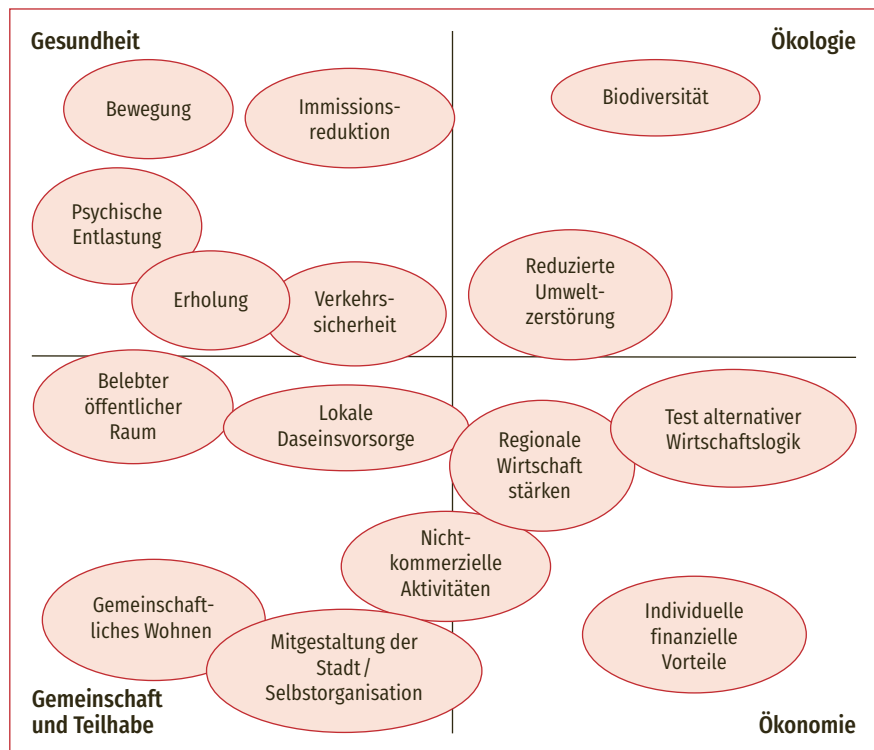 Gesundheit
Ökologie
Bewegung
Immissions-
reduktion
Biodiversität
Psychische
Entlastung
Erholung
Verkehrs-
sicherheit
Reduzierte
Umwelt-
zerstörung
Belebter
öffentlicher
Raum
Lokale
Daseinsvorsorge
Regionale
Wirtschaft
stärken
Test alternativer
Wirtschaftslogik
Nicht-
kommerzielle
Aktivitäten
Gemeinschaft-
liches Wohnen
Mitgestaltung der
Stadt /
Selbstorganisation
Individuelle
finanzielle
Vorteile
Gemeinschaft
und Teilhabe
Ökonomie